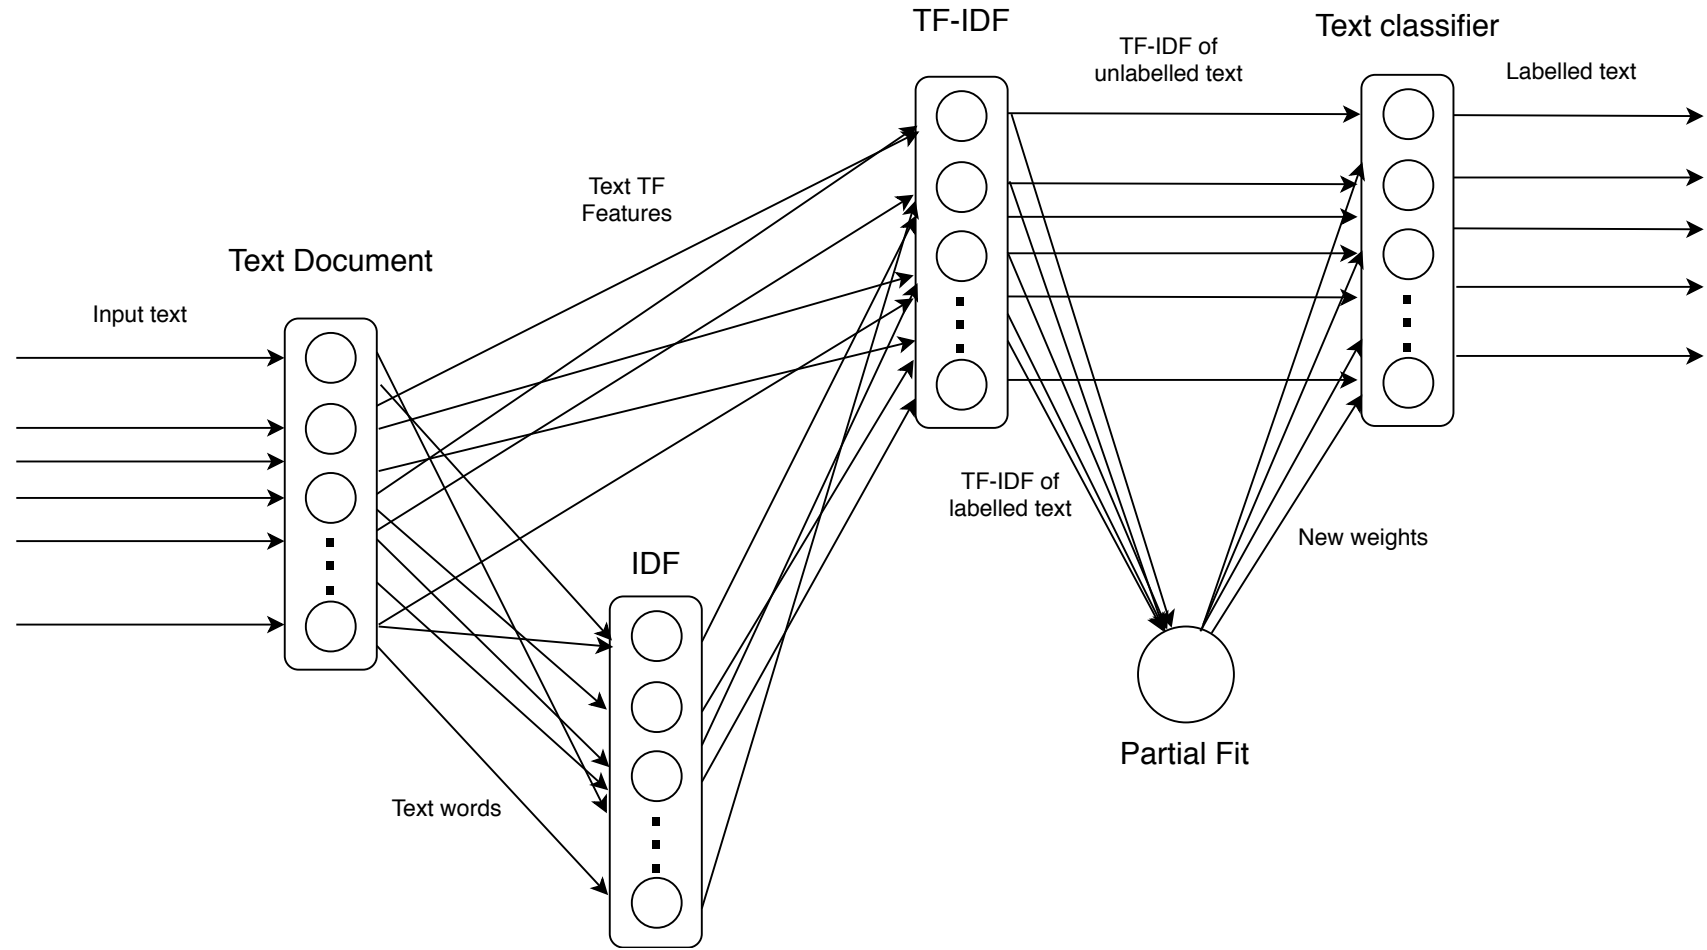 TF-IDF
Text classifier
TF-IDF of
unlabelled text
Labelled text
Text TF
Features
Text Document
Input text
TF-IDF of
labelled text
New weights
IDF
Partial Fit
Text words